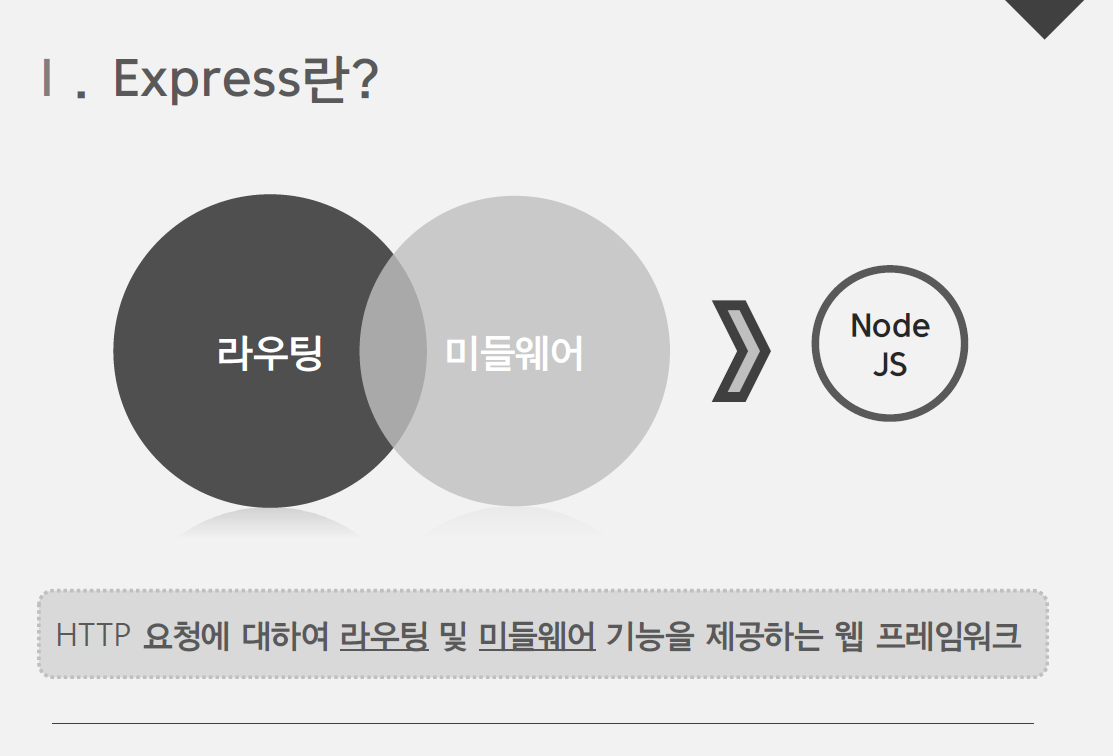 I . Express란?
라우팅
미들웨어
Node
JS
HTTP 요청에 대하여 라우팅 및 미들웨어 기능을 제공하는 웹 프레임워크